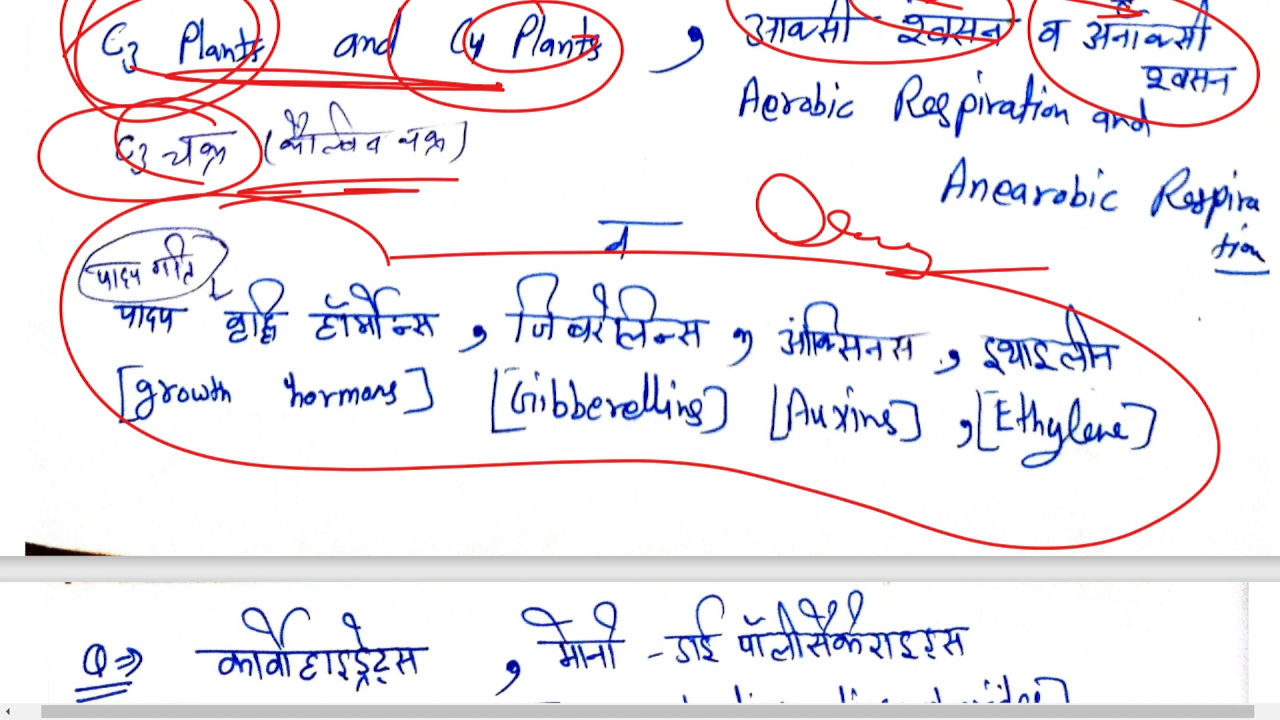 C3 Plants and C4 Plants , ऑक्सी श्वसन व अनॉक्सी
श्वसन
Aerobic Respiration and
C3 चक्र (कैल्विन चक्र)
Anearobic Respira
tion
व
पादप गति
पादप वृद्धि हॉर्मोन्स , जिबरेलिन्स , ऑक्सिनस , इथाइलीन
[growth hormons] [Gibberellins] [Auxins] , [Ethylene]
Q⇒ कार्बोहाइड्रेट्स , मोनो - डाई पॉलीसैकेराइड्स